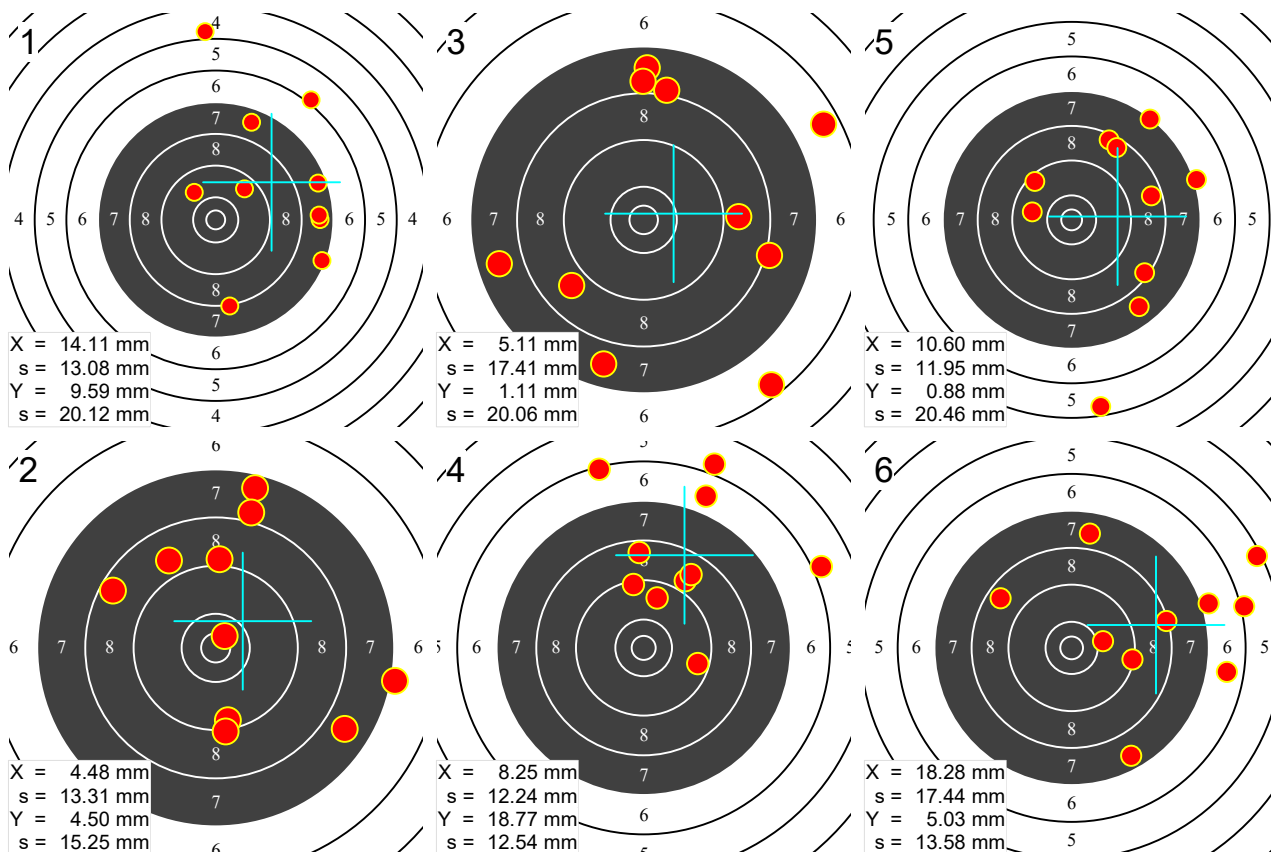 1
4
5
6
7
8
4 5 6 7 8 8 7 6 5 4
8
7
6
5
4
X = 14.11 mm
s = 13.08 mm
Y = 9.59 mm
s = 20.12 mm
3
6
8
8
7
6
X = 5.11 mm
s = 17.41 mm
Y = 1.11 mm
s = 20.06 mm
5
5
6
7
8
5 6 7 8 8 7 6 5
8
7
6
5
X = 10.60 mm
s = 11.95 mm
Y = 0.88 mm
s = 20.46 mm
2
6
7
8
6 7 8 8 7 6
8
7
6
X = 4.48 mm
s = 13.31 mm
Y = 4.50 mm
s = 15.25 mm
4
5
6
7
8
5 6 7 8 8 7 6 5
8
7
6
5
X = 8.25 mm
s = 12.24 mm
Y = 18.77 mm
s = 12.54 mm
6
5
6
7
8
5 6 7 8 8 7 6 5
8
7
6
5
X = 18.28 mm
s = 17.44 mm
Y = 5.03 mm
s = 13.58 mm